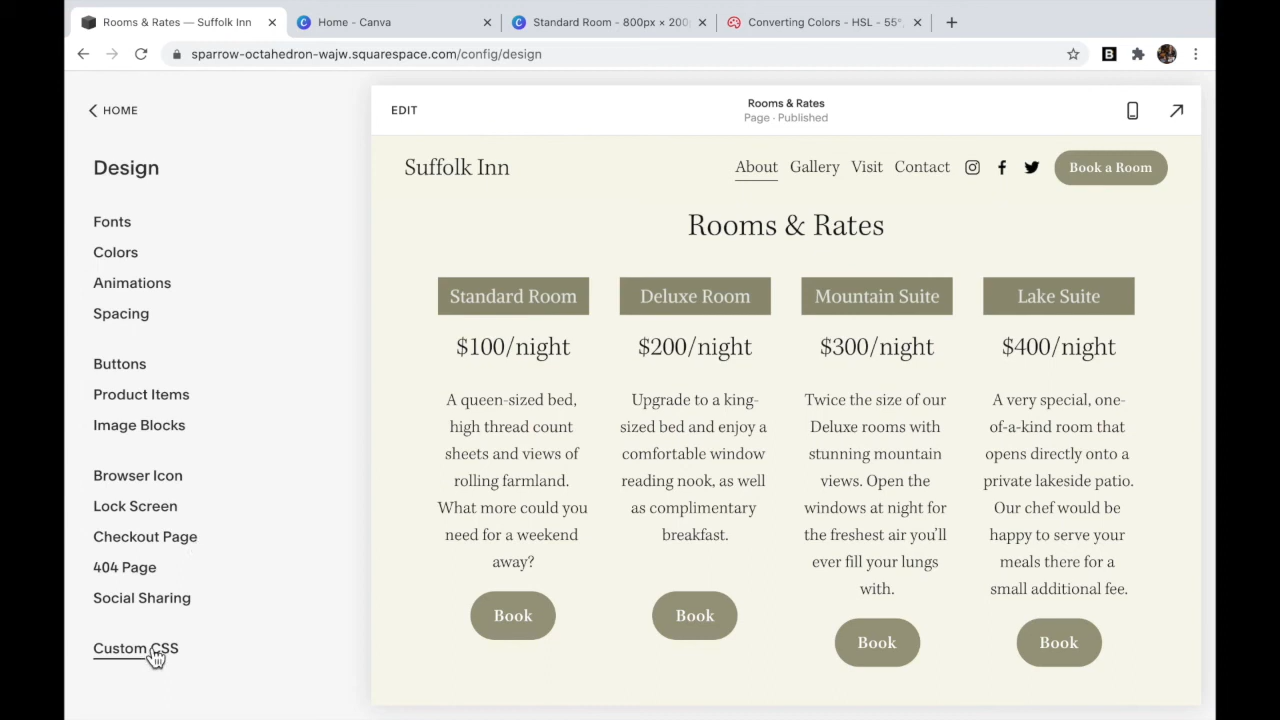 Rooms & Rates — Suffolk Inn
Home - Canva
Standard Room - 800px × 200
Converting Colors - HSL - 55°
sparrow-octahedron-wajw.squarespace.com/config/design
HOME
Design
Fonts
Colors
Animations
Spacing
Buttons
Product Items
Image Blocks
Browser Icon
Lock Screen
Checkout Page
404 Page
Social Sharing
Custom CSS
EDIT
Rooms & Rates
Page · Published
Suffolk Inn
About Gallery Visit Contact
Book a Room
Rooms & Rates
Standard Room
$100/night
A queen-sized bed,
high thread count
sheets and views of
rolling farmland.
What more could you
need for a weekend
away?
Book
Deluxe Room
$200/night
Upgrade to a king-
sized bed and enjoy a
comfortable window
reading nook, as well
as complimentary
breakfast.
Book
Mountain Suite
$300/night
Twice the size of our
Deluxe rooms with
stunning mountain
views. Open the
windows at night for
the freshest air you'll
ever fill your lungs
with.
Book
Lake Suite
$400/night
A very special, one-
of-a-kind room that
opens directly onto a
private lakeside patio.
Our chef would be
happy to serve your
meals there for a
small additional fee.
Book